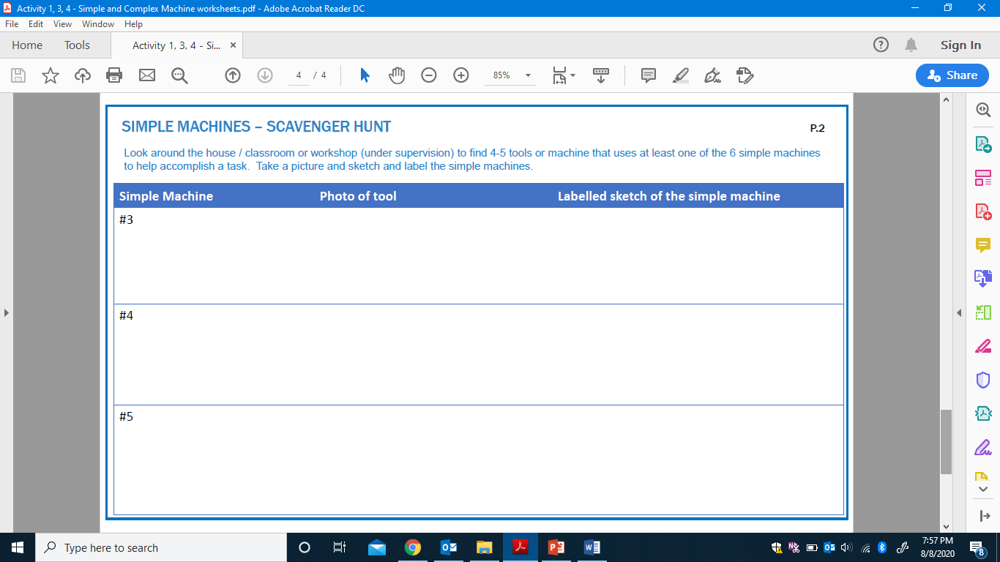 Activity 1, 3, 4 - Simple and Complex Machine worksheets.pdf - Adobe Acrobat Reader DC
File Edit View Window Help
Home Tools Activity 1, 3, 4 - Si... × Sign In
4 / 4 85% Share
SIMPLE MACHINES – SCAVENGER HUNT P.2
Look around the house / classroom or workshop (under supervision) to find 4-5 tools or machine that uses at least one of the 6 simple machines
to help accomplish a task. Take a picture and sketch and label the simple machines.
Simple Machine Photo of tool Labelled sketch of the simple machine
#3
#4
#5
Type here to search
7:57 PM
8/8/2020
8